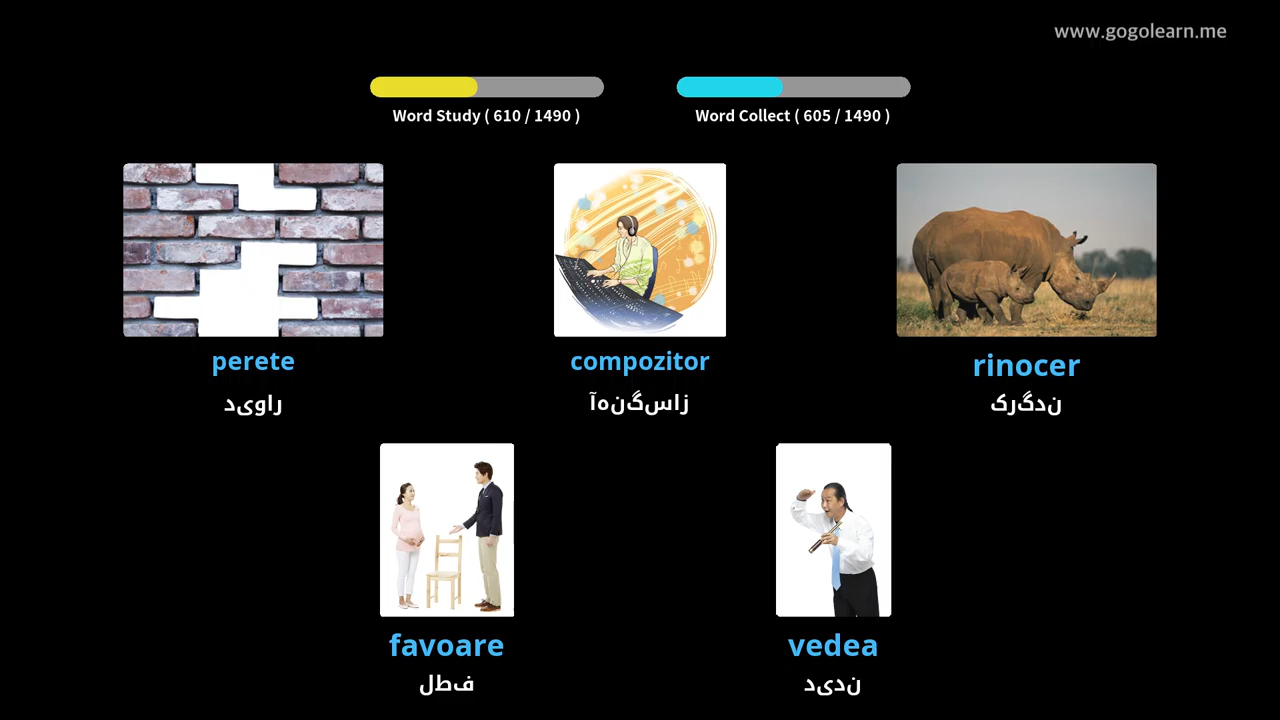 www.gogolearn.me
Word Study ( 610 / 1490 )
Word Collect ( 605 / 1490 )
perete
راوید
compozitor
زاسگنهآ
rinocer
ندگرک
favoare
فطل
vedea
ندید